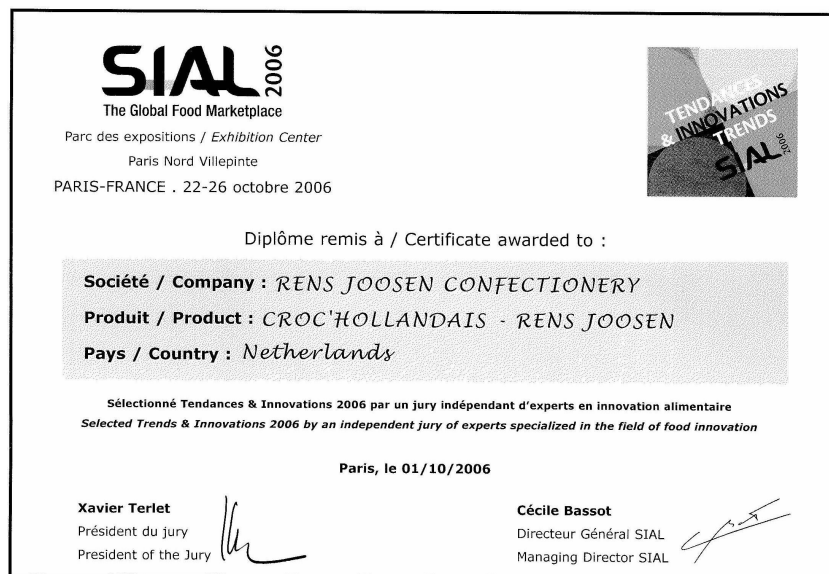 SIAL 2006
The Global Food Marketplace
Parc des expositions / Exhibition Center
Paris Nord Villepinte
PARIS-FRANCE . 22-26 octobre 2006
TENDANCES
& INNOVATIONS
TRENDS
SIAL 2006
Diplôme remis à / Certificate awarded to :
Société / Company : RENS JOOSEN CONFECTIONERY
Produit / Product : CROC'HOLLANDAIS - RENS JOOSEN
Pays / Country : Netherlands
Sélectionné Tendances & Innovations 2006 par un jury indépendant d'experts en innovation alimentaire
Selected Trends & Innovations 2006 by an independent jury of experts specialized in the field of food innovation
Paris, le 01/10/2006
Xavier Terlet
Président du jury
President of the Jury
Cécile Bassot
Directeur Général SIAL
Managing Director SIAL